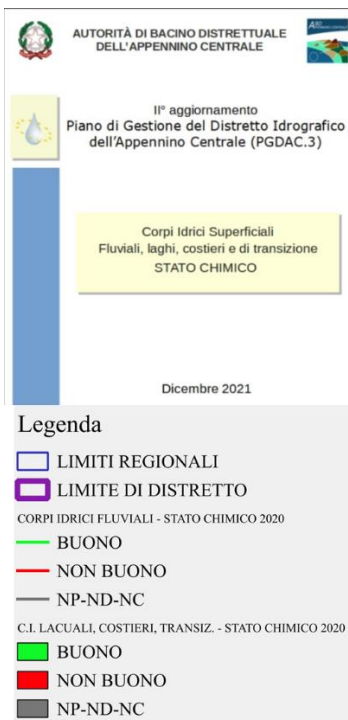 AUTORITÀ DI BACINO DISTRETTUALE
DELL'APPENNINO CENTRALE
II° aggiornamento
Piano di Gestione del Distretto Idrografico
dell'Appennino Centrale (PGDAC.3)
Corpi Idrici Superficiali
Fluviali, laghi, costieri e di transizione
STATO CHIMICO
Dicembre 2021
Legenda
LIMITI REGIONALI
LIMITE DI DISTRETTO
CORPI IDRICI FLUVIALI - STATO CHIMICO 2020
BUONO
NON BUONO
NP-ND-NC
C.I. LACUALI, COSTIERI, TRANSIZ. - STATO CHIMICO 2020
BUONO
NON BUONO
NP-ND-NC